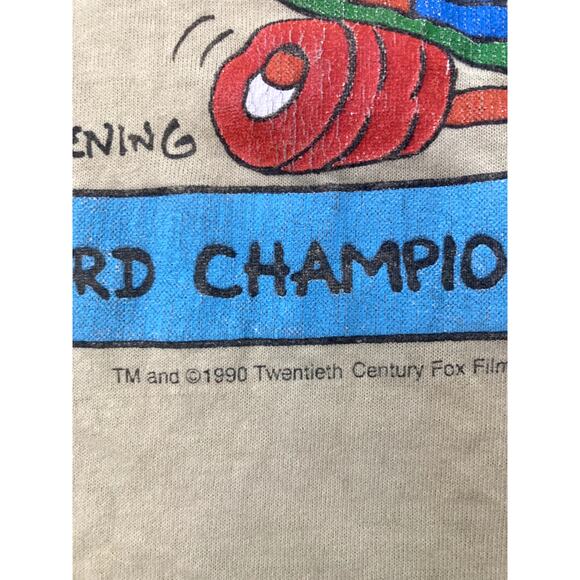 ENING
RD CHAMPIO
TM and ©1990 Twentieth Century Fox Film